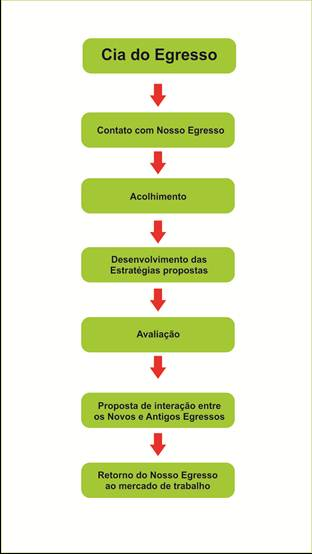 Cia do Egresso
Contato com Nosso Egresso
Acolhimento
Desenvolvimento das
Estratégias propostas
Avaliação
Proposta de interação entre
os Novos e Antigos Egressos
Retorno do Nosso Egresso
ao mercado de trabalho